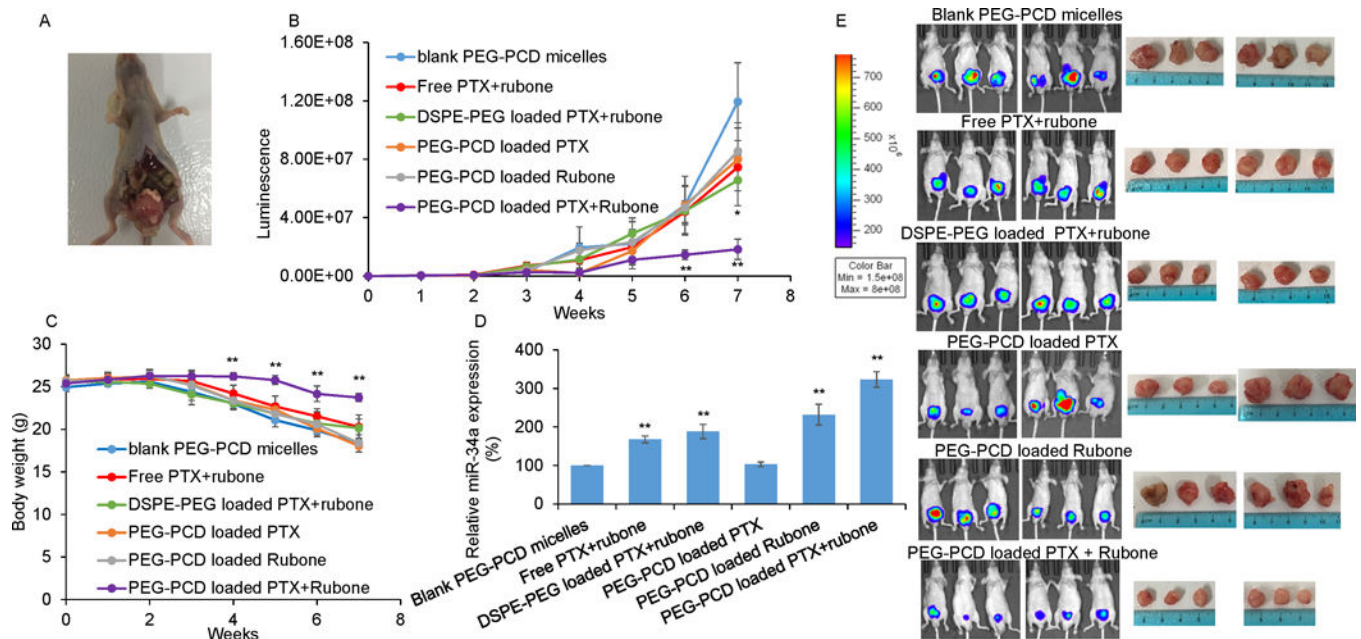 A
B
1.60E+08
1.20E+08
8.00E+07
4.00E+07
0.00E+00
Luminescence
blank PEG-PCD micelles
Free PTX+rubone
DSPE-PEG loaded PTX+rubone
PEG-PCD loaded PTX
PEG-PCD loaded Rubone
PEG-PCD loaded PTX+Rubone
*
** **
0 1 2 3 4 5 6 7 8
Weeks
C
30
25
20
15
10
5
0
Body weight (g)
** ** ** **
blank PEG-PCD micelles
Free PTX+rubone
DSPE-PEG loaded PTX+rubone
PEG-PCD loaded PTX
PEG-PCD loaded Rubone
PEG-PCD loaded PTX+Rubone
0 2 4 6 8
Weeks
D
400
300
200
100
0
Relative miR-34a expression
(%)
** ** ** **
Blank PEG-PCD micelles
Free PTX+rubone
DSPE-PEG loaded PTX+rubone
PEG-PCD loaded PTX
PEG-PCD loaded Rubone
PEG-PCD loaded PTX+rubone
E
700
600
500
400
300
200
x10⁶
Color Bar
Min = 1.5e+08
Max = 8e+08
Blank PEG-PCD micelles
Free PTX+rubone
DSPE-PEG loaded PTX+rubone
PEG-PCD loaded PTX
PEG-PCD loaded Rubone
PEG-PCD loaded PTX + Rubone